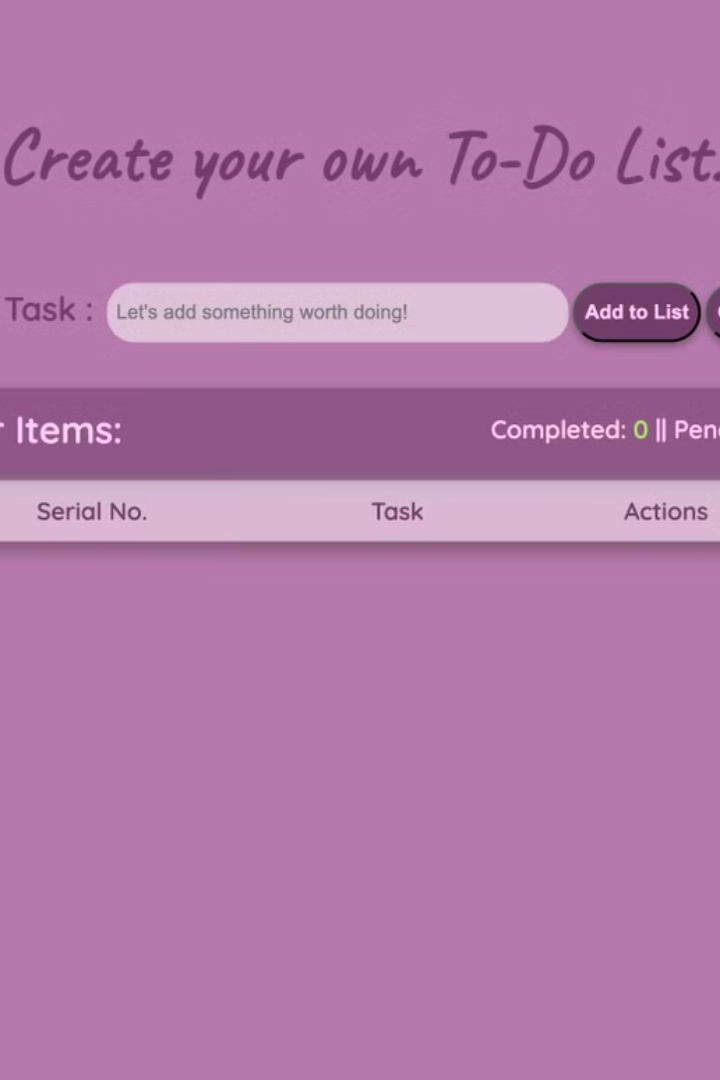 Create your own To-Do List.
Task :
Let's add something worth doing!
Add to List
Items:
Completed: 0 ||
Serial No.
Task
Actions